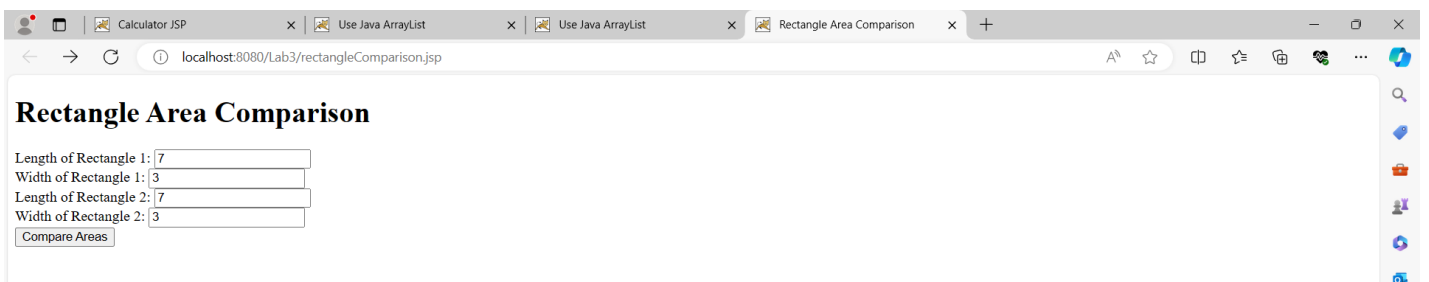 Calculator JSP
Use Java ArrayList
Use Java ArrayList
Rectangle Area Comparison
localhost:8080/Lab3/rectangleComparison.jsp
Rectangle Area Comparison
Length of Rectangle 1: 7
Width of Rectangle 1: 3
Length of Rectangle 2: 7
Width of Rectangle 2: 3
Compare Areas